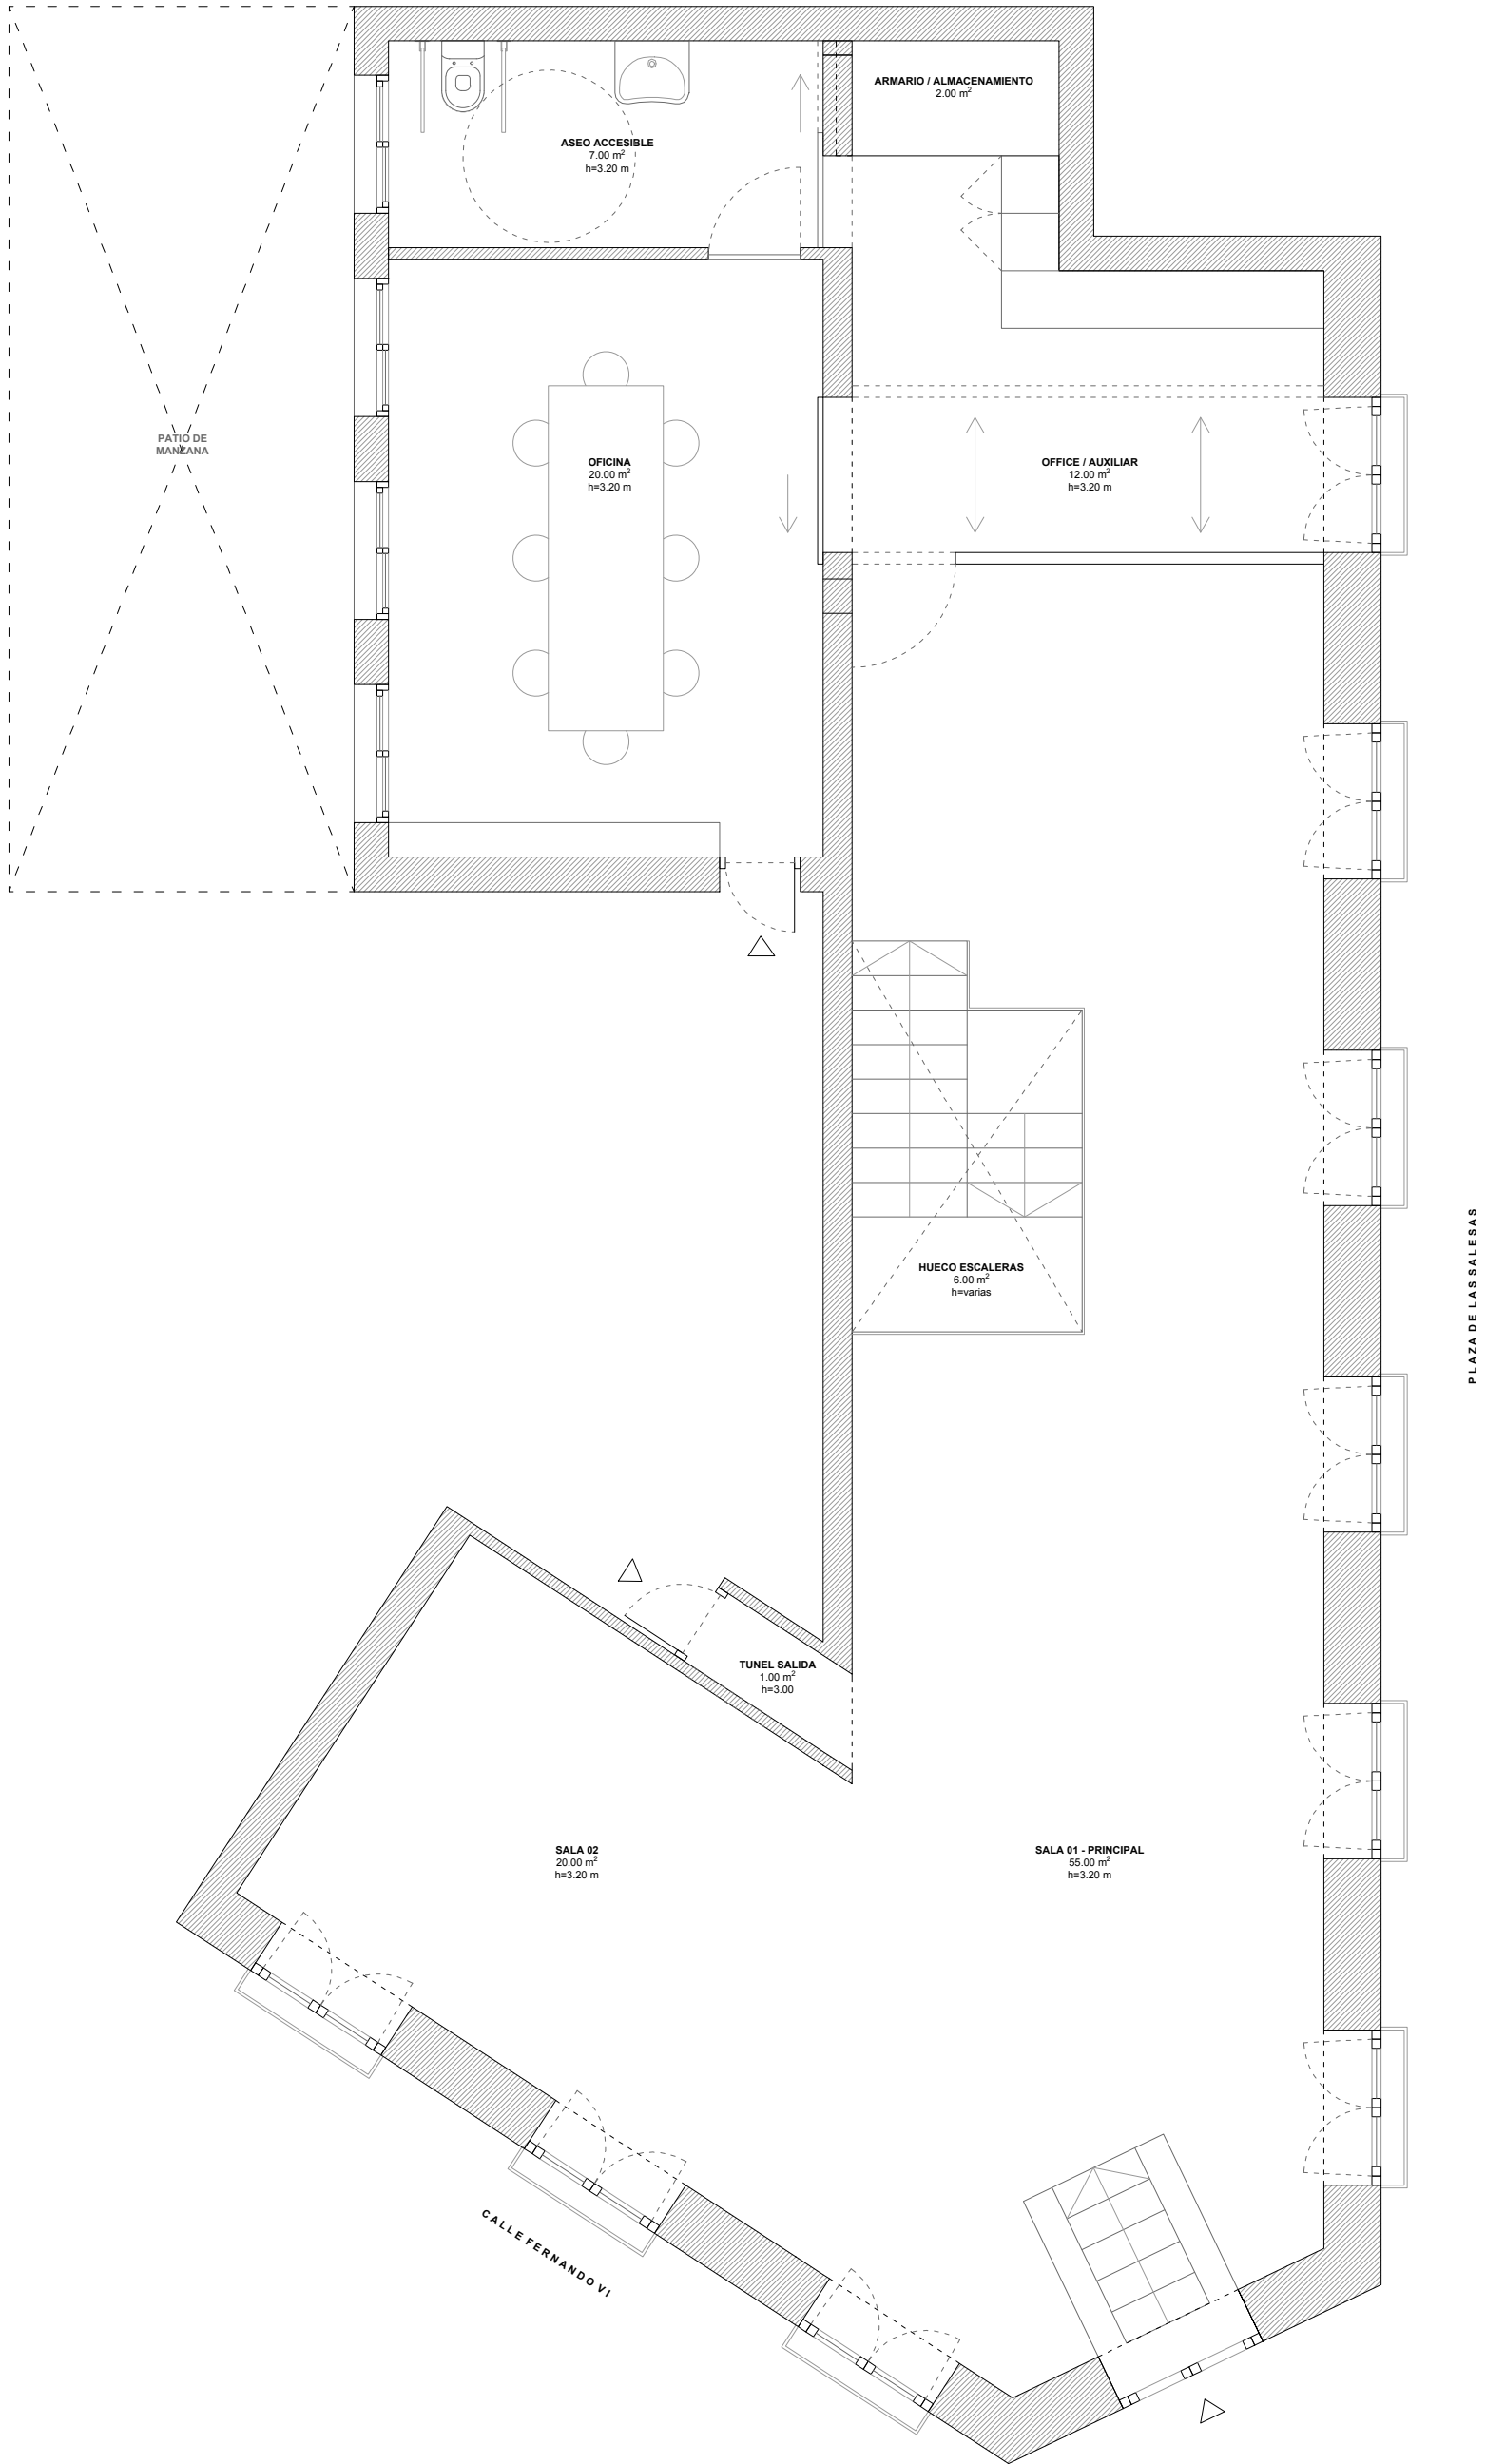 ARMARIO / ALMACENAMIENTO
2.00 m²
ASEO ACCESIBLE
7.00 m²
h=3.20 m
PATIO DE
MANZANA
OFICINA
20.00 m²
h=3.20 m
OFFICE / AUXILIAR
12.00 m²
h=3.20 m
HUECO ESCALERAS
6.00 m²
h=varias
PLAZA DE LAS SALESAS
TUNEL SALIDA
1.00 m²
h=3.00
SALA 02
20.00 m²
h=3.20 m
SALA 01 - PRINCIPAL
55.00 m²
h=3.20 m
CALLE FERNANDO VI